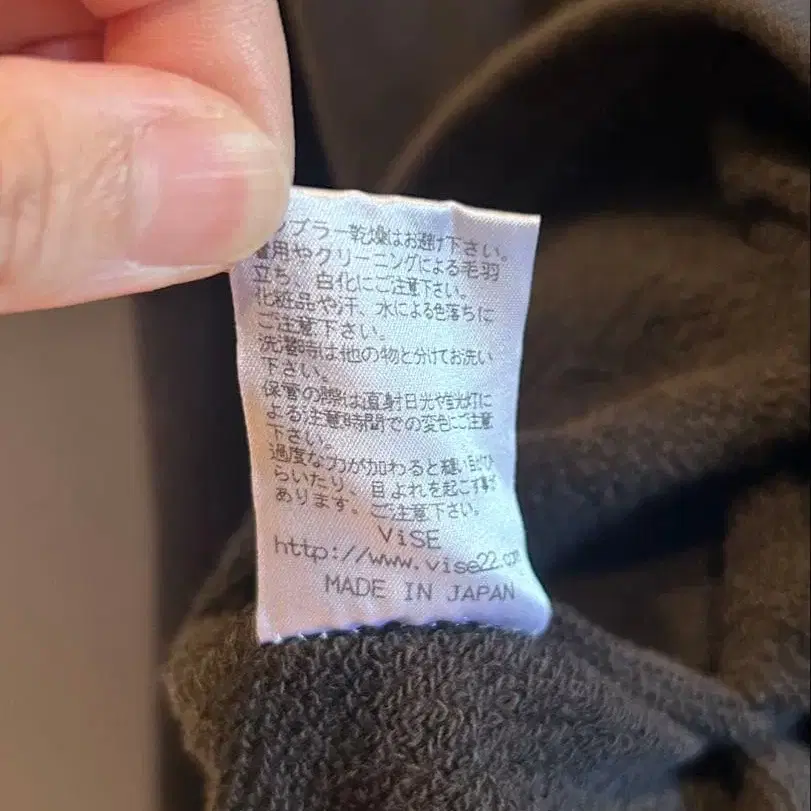 ブラー乾燥はお避け下さい。
着用やクリーニングによる毛羽
立ち、白化にご注意下さい。
化粧品や汗、水による色落ちに
ご注意下さい。
洗濯時は他の物と分けてお洗い
下さい。
保管の際は直射日光や蛍光灯に
よる注意時間での変色にご注意
下さい。
過度な力が加わると縫い目がひ
らいたり、目よれを起こす事が
あります。ご注意下さい。
ViSE
http://www.vise22.com
MADE IN JAPAN